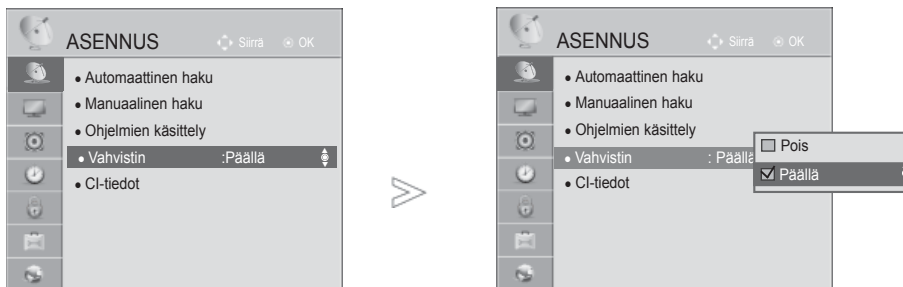 ASENNUS Siirrä OK
• Automaattinen haku
• Manuaalinen haku
• Ohjelmien käsittely
• Vahvistin :Päällä
• CI-tiedot
ASENNUS Siirrä OK
• Automaattinen haku
• Manuaalinen haku
• Ohjelmien käsittely
• Vahvistin : Päällä
• CI-tiedot
Pois
Päällä